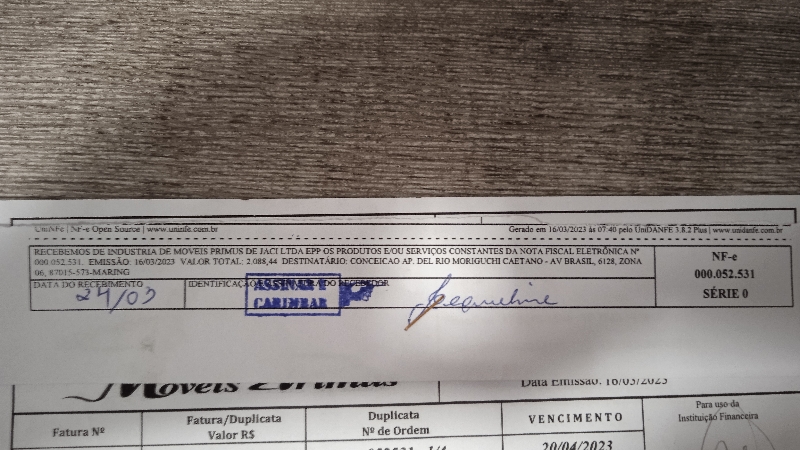 UniNFe | NF-e Open Source | www.uninfe.com.br Gerado em 16/03/2023 às 07:40 pelo UniDANFE 3.8.2 Plus | www.unidanfe.com.br
RECEBEMOS DE INDUSTRIA DE MOVEIS PRIMUS DE JACI LTDA EPP OS PRODUTOS E/OU SERVIÇOS CONSTANTES DA NOTA FISCAL ELETRÔNICA Nº
000.052.531. EMISSÃO 16/03/2023 VALOR TOTAL: 2.088,44 DESTINATÁRIO: CONCEICAO AP. DEL RIO MORIGUCHI CAETANO - AV BRASIL, 6128, ZONA
06, 87015-573-MARING
NF-e
000.052.531
SÉRIE 0
DATA DO RECEBIMENTO
24/03
IDENTIFICAÇÃO E ASSINATURA DO RECEBEDOR
ASSINAR E
CARIMBAR
Jaqueline
Móveis Primus
Data Emissão: 16/03/2023
Fatura Nº
Fatura/Duplicata
Valor R$
Duplicata
Nº de Ordem
VENCIMENTO
20/04/2023
Para uso da
Instituição Financeira